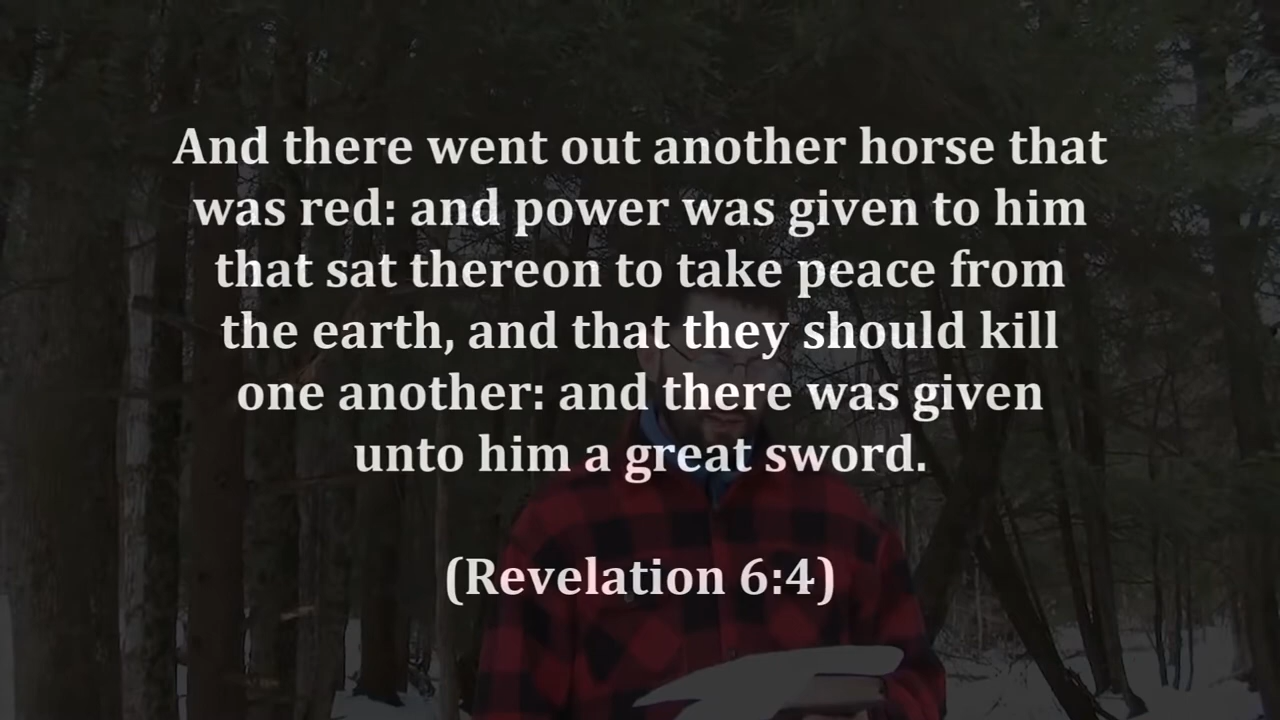 And there went out another horse that
was red: and power was given to him
that sat thereon to take peace from
the earth, and that they should kill
one another: and there was given
unto him a great sword.
(Revelation 6:4)